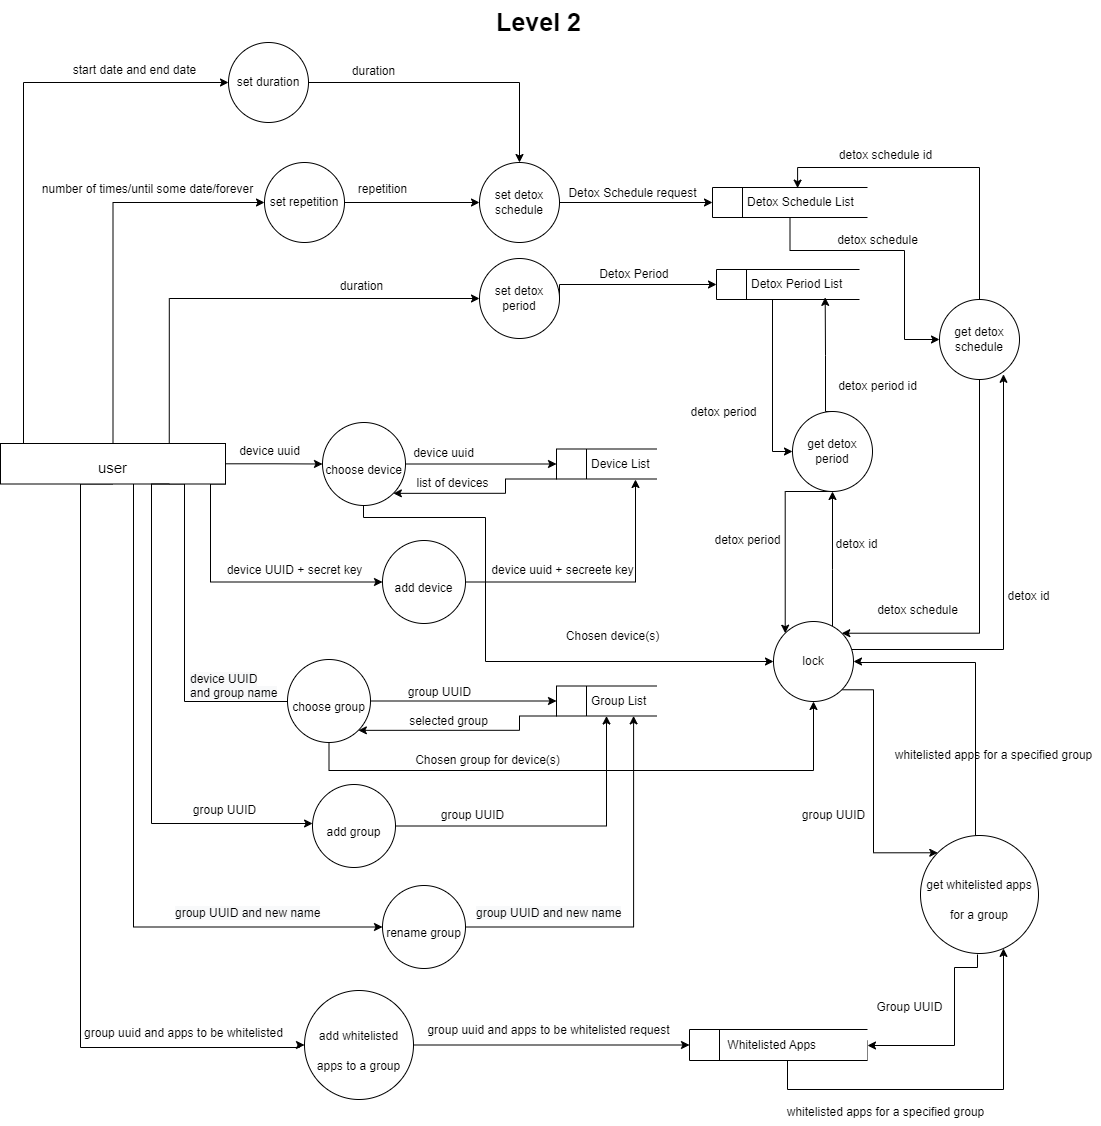 Level 2
start date and end date
set duration
duration
number of times/until some date/forever
set repetition
repetition
set detox
schedule
Detox Schedule request
Detox Schedule List
detox schedule id
detox schedule
get detox
schedule
duration
set detox
period
Detox Period
Detox Period List
detox period id
detox period
get detox
period
user
device uuid
choose device
device uuid
list of devices
Device List
device UUID + secret key
add device
device uuid + secreete key
detox period
detox id
detox schedule
detox id
Chosen device(s)
lock
device UUID
and group name
choose group
group UUID
selected group
Group List
Chosen group for device(s)
whitelisted apps for a specified group
group UUID
add group
group UUID
group UUID
get whitelisted apps
for a group
group UUID and new name
rename group
group UUID and new name
group uuid and apps to be whitelisted
add whitelisted
apps to a group
group uuid and apps to be whitelisted request
Whitelisted Apps
Group UUID
whitelisted apps for a specified group